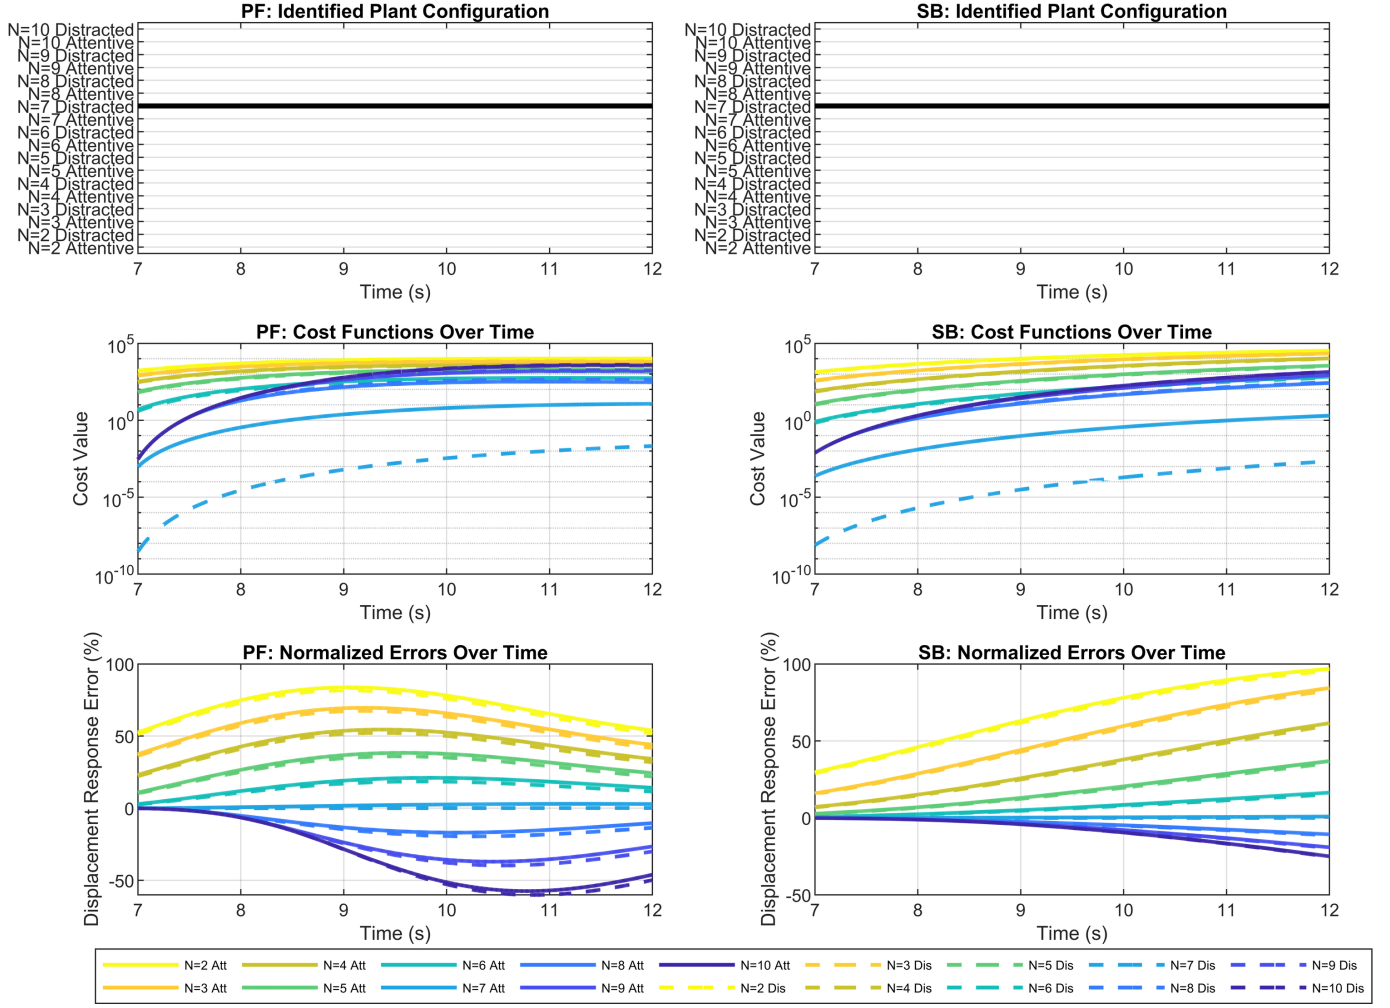 PF: Identified Plant Configuration
N=10 Distracted
N=10 Attentive
N=9 Distracted
N=9 Attentive
N=8 Distracted
N=8 Attentive
N=7 Distracted
N=7 Attentive
N=6 Distracted
N=6 Attentive
N=5 Distracted
N=5 Attentive
N=4 Distracted
N=4 Attentive
N=3 Distracted
N=3 Attentive
N=2 Distracted
N=2 Attentive
7 8 9 10 11 12
Time (s)
SB: Identified Plant Configuration
N=10 Distracted
N=10 Attentive
N=9 Distracted
N=9 Attentive
N=8 Distracted
N=8 Attentive
N=7 Distracted
N=7 Attentive
N=6 Distracted
N=6 Attentive
N=5 Distracted
N=5 Attentive
N=4 Distracted
N=4 Attentive
N=3 Distracted
N=3 Attentive
N=2 Distracted
N=2 Attentive
7 8 9 10 11 12
Time (s)
PF: Cost Functions Over Time
Cost Value
10^5
10^0
10^-5
10^-10
7 8 9 10 11 12
Time (s)
SB: Cost Functions Over Time
Cost Value
10^5
10^0
10^-5
10^-10
7 8 9 10 11 12
Time (s)
PF: Normalized Errors Over Time
Displacement Response Error (%)
100
50
0
-50
7 8 9 10 11 12
Time (s)
SB: Normalized Errors Over Time
Displacement Response Error (%)
100
50
0
-50
7 8 9 10 11 12
Time (s)
N=2 Att N=4 Att N=6 Att N=8 Att N=10 Att N=3 Dis N=5 Dis N=7 Dis N=9 Dis
N=3 Att N=5 Att N=7 Att N=9 Att N=2 Dis N=4 Dis N=6 Dis N=8 Dis N=10 Dis